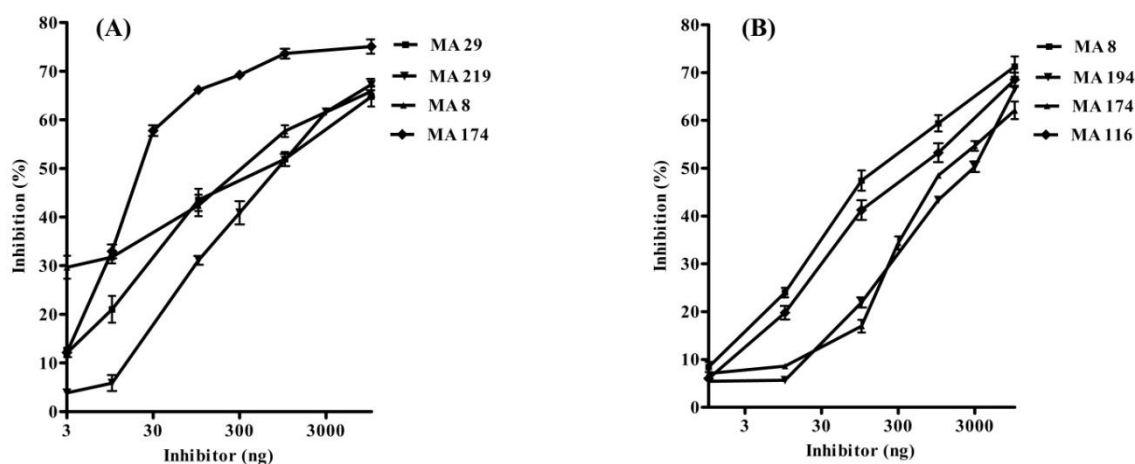 (A)
80
70
60
50
40
30
20
10
0
Inhibition (%)
3 30 300 3000
Inhibitor (ng)
MA 29
MA 219
MA 8
MA 174
(B)
80
70
60
50
40
30
20
10
0
Inhibition (%)
3 30 300 3000
Inhibitor (ng)
MA 8
MA 194
MA 174
MA 116